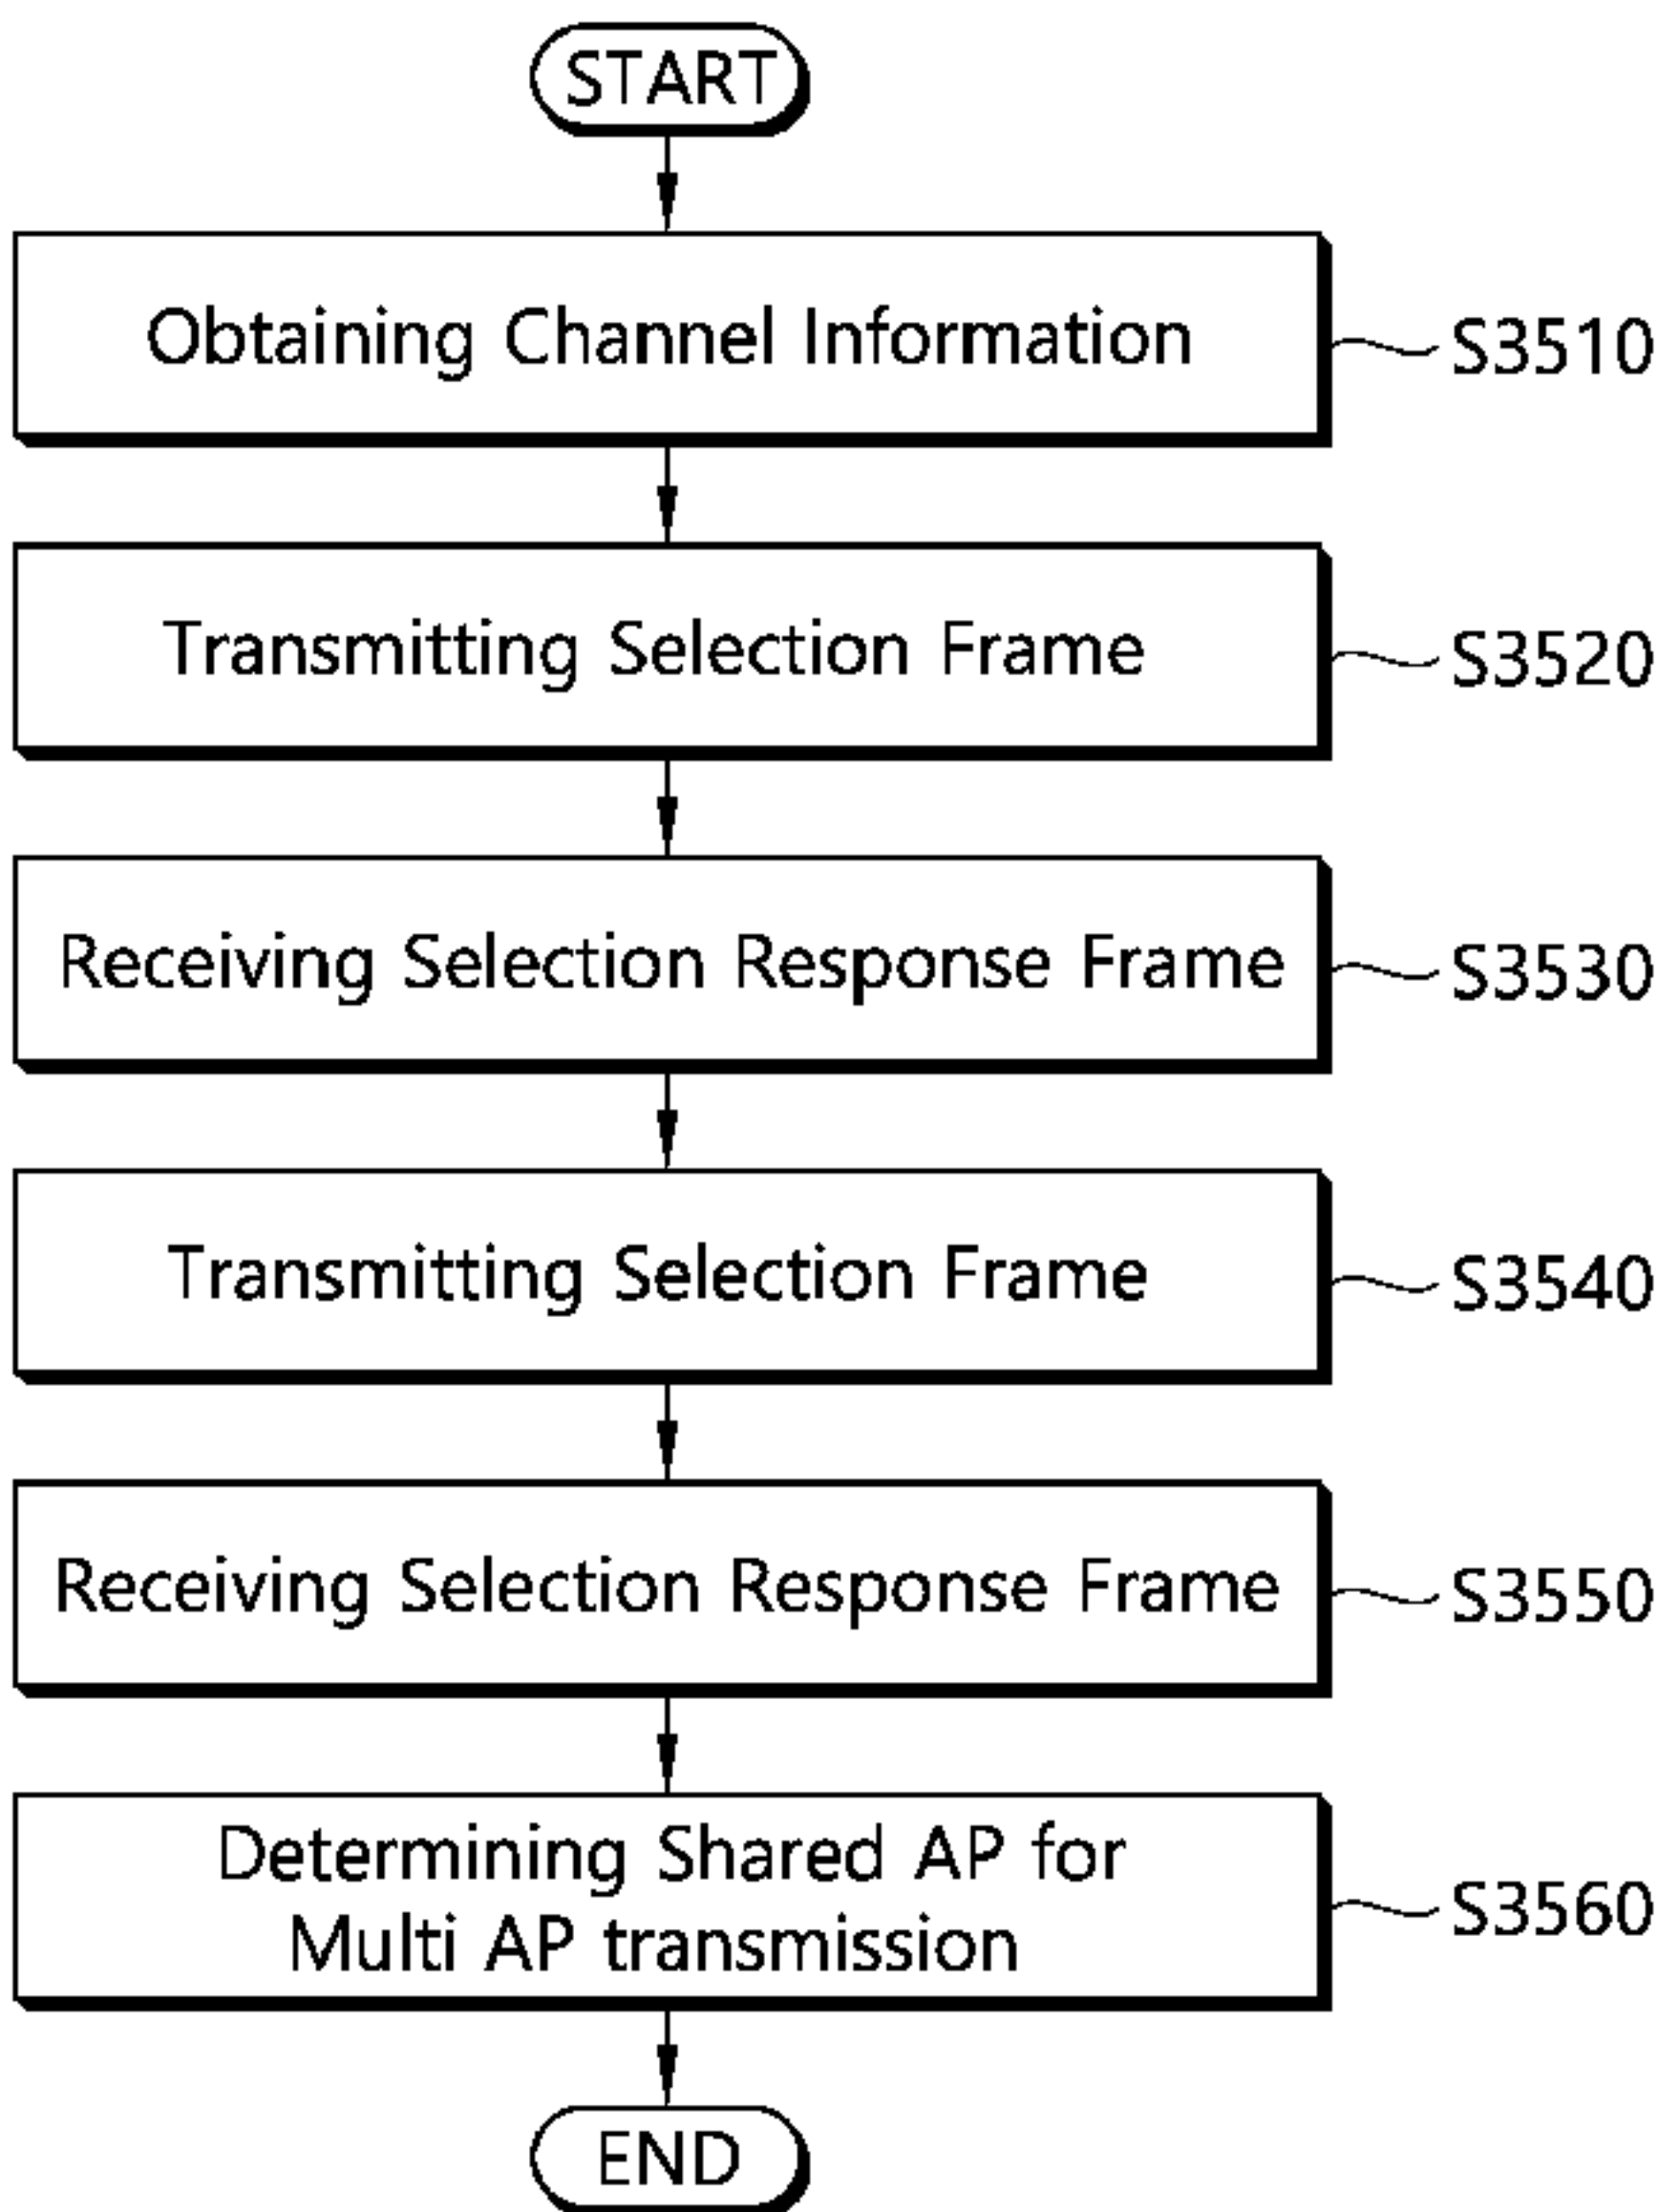 START
Obtaining Channel Information
S3510
Transmitting Selection Frame
S3520
Receiving Selection Response Frame
S3530
Transmitting Selection Frame
S3540
Receiving Selection Response Frame
S3550
Determining Shared AP for
Multi AP transmission
S3560
END